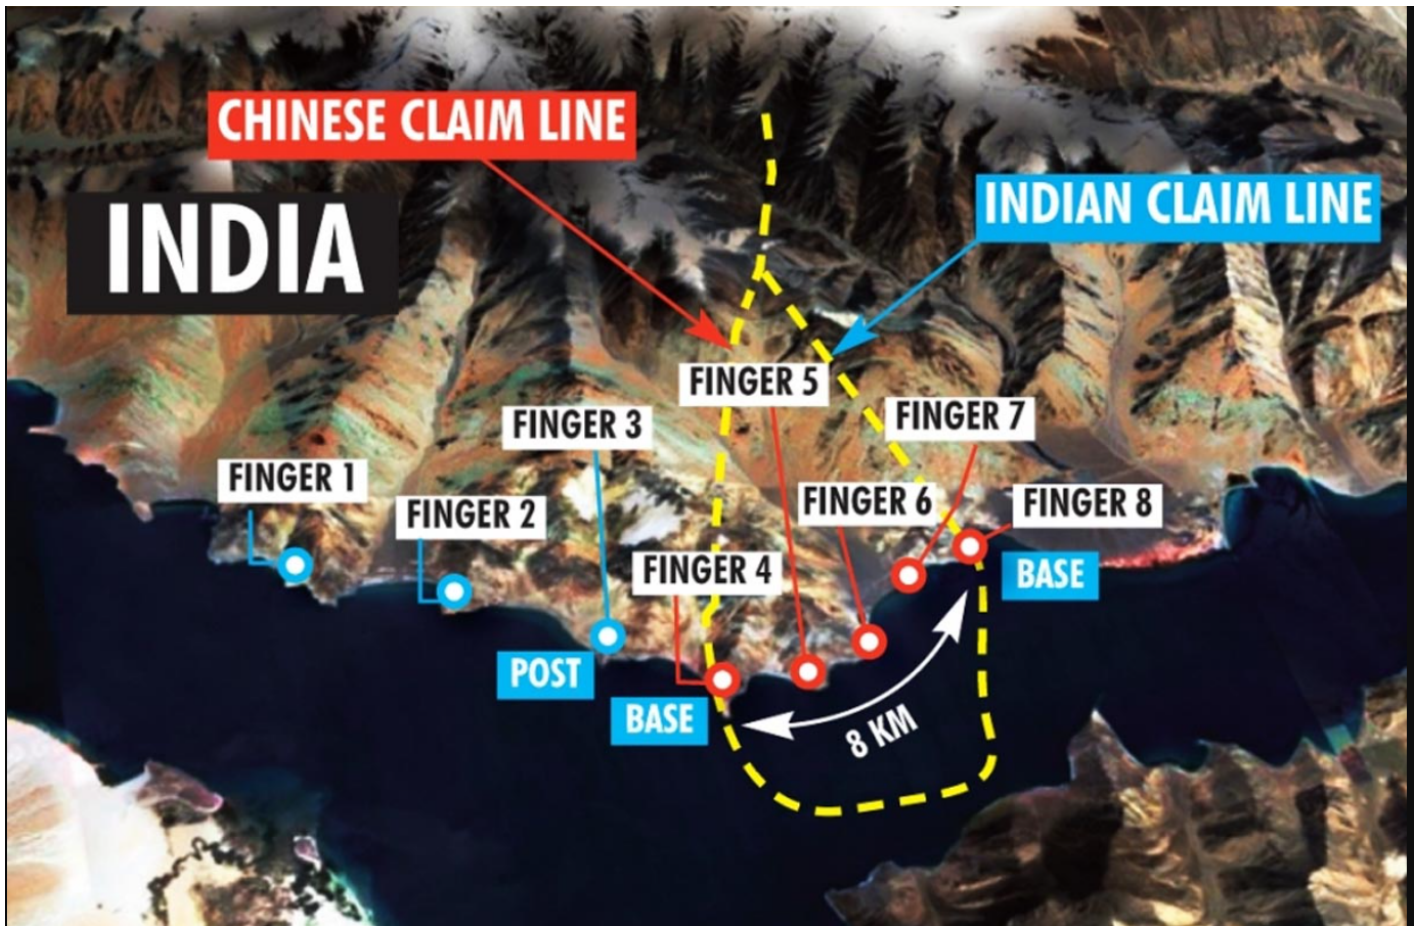 CHINESE CLAIM LINE
INDIAN CLAIM LINE
INDIA
FINGER 5
FINGER 7
FINGER 3
FINGER 1
FINGER 6
FINGER 8
FINGER 2
FINGER 4
BASE
POST
BASE
8 KM